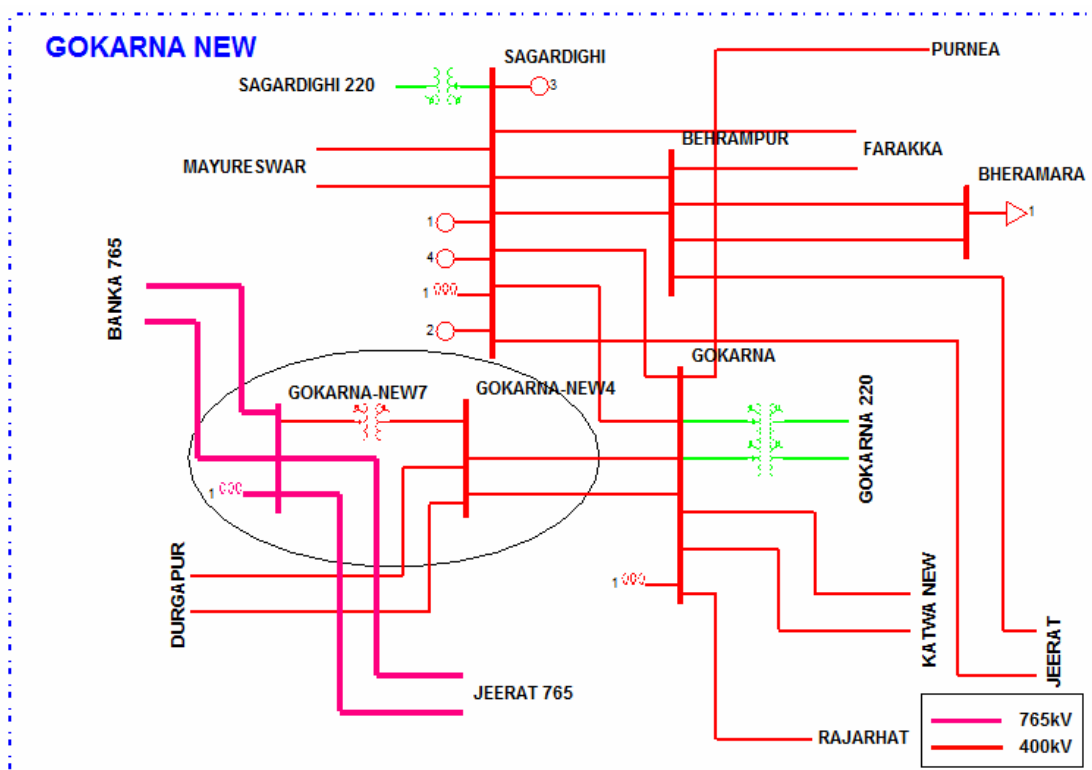 GOKARNA NEW
SAGARDIGHI
PURNEA
SAGARDIGHI 220
3
BEHRAMPUR
FARAKKA
MAYURESWAR
BHERAMARA
1
1
4
1
2
BANKA 765
GOKARNA
GOKARNA-NEW7
GOKARNA-NEW4
GOKARNA 220
1
DURGAPUR
1
KATWA NEW
JEERAT
JEERAT 765
RAJARHAT
765kV
400kV